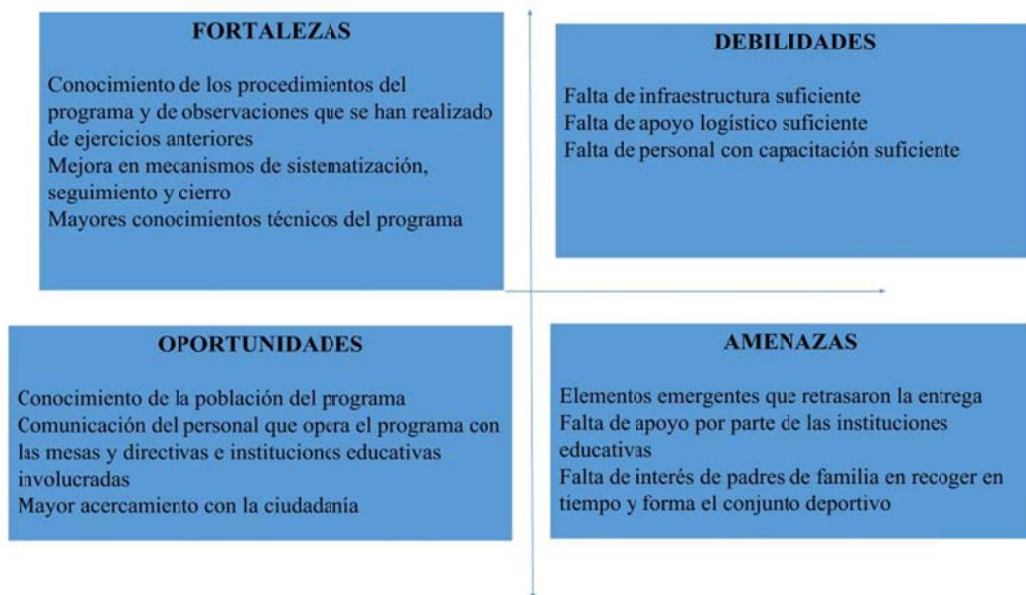 FORTALEZAS
Conocimiento de los procedimientos del
programa y de observaciones que se han realizado
de ejercicios anteriores
Mejora en mecanismos de sistematización,
seguimiento y cierro
Mayores conocimientos técnicos del programa
DEBILIDADES
Falta de infraestructura suficiente
Falta de apoyo logístico suficiente
Falta de personal con capacitación suficiente
OPORTUNIDADES
Conocimiento de la población del programa
Comunicación del personal que opera el programa con
las mesas y directivas e instituciones educativas
involucradas
Mayor acercamiento con la ciudadanía
AMENAZAS
Elementos emergentes que retrasaron la entrega
Falta de apoyo por parte de las instituciones
educativas
Falta de interés de padres de familia en recoger en
tiempo y forma el conjunto deportivo